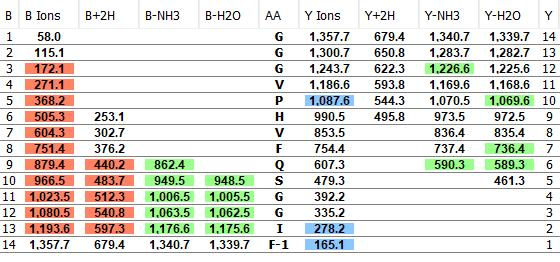 B B Ions B+2H B-NH3 B-H2O AA Y Ions Y+2H Y-NH3 Y-H2O Y
1 58.0 G 1,357.7 679.4 1,340.7 1,339.7 14
2 115.1 G 1,300.7 650.8 1,283.7 1,282.7 13
3 172.1 G 1,243.7 622.3 1,226.6 1,225.6 12
4 271.1 V 1,186.6 593.8 1,169.6 1,168.6 11
5 368.2 P 1,087.6 544.3 1,070.5 1,069.6 10
6 505.3 253.1 H 990.5 495.8 973.5 972.5 9
7 604.3 302.7 V 853.5 836.4 835.4 8
8 751.4 376.2 F 754.4 737.4 736.4 7
9 879.4 440.2 862.4 Q 607.3 590.3 589.3 6
10 966.5 483.7 949.5 948.5 S 479.3 461.3 5
11 1,023.5 512.3 1,006.5 1,005.5 G 392.2 4
12 1,080.5 540.8 1,063.5 1,062.5 G 335.2 3
13 1,193.6 597.3 1,176.6 1,175.6 I 278.2 2
14 1,357.7 679.4 1,340.7 1,339.7 F-1 165.1 1